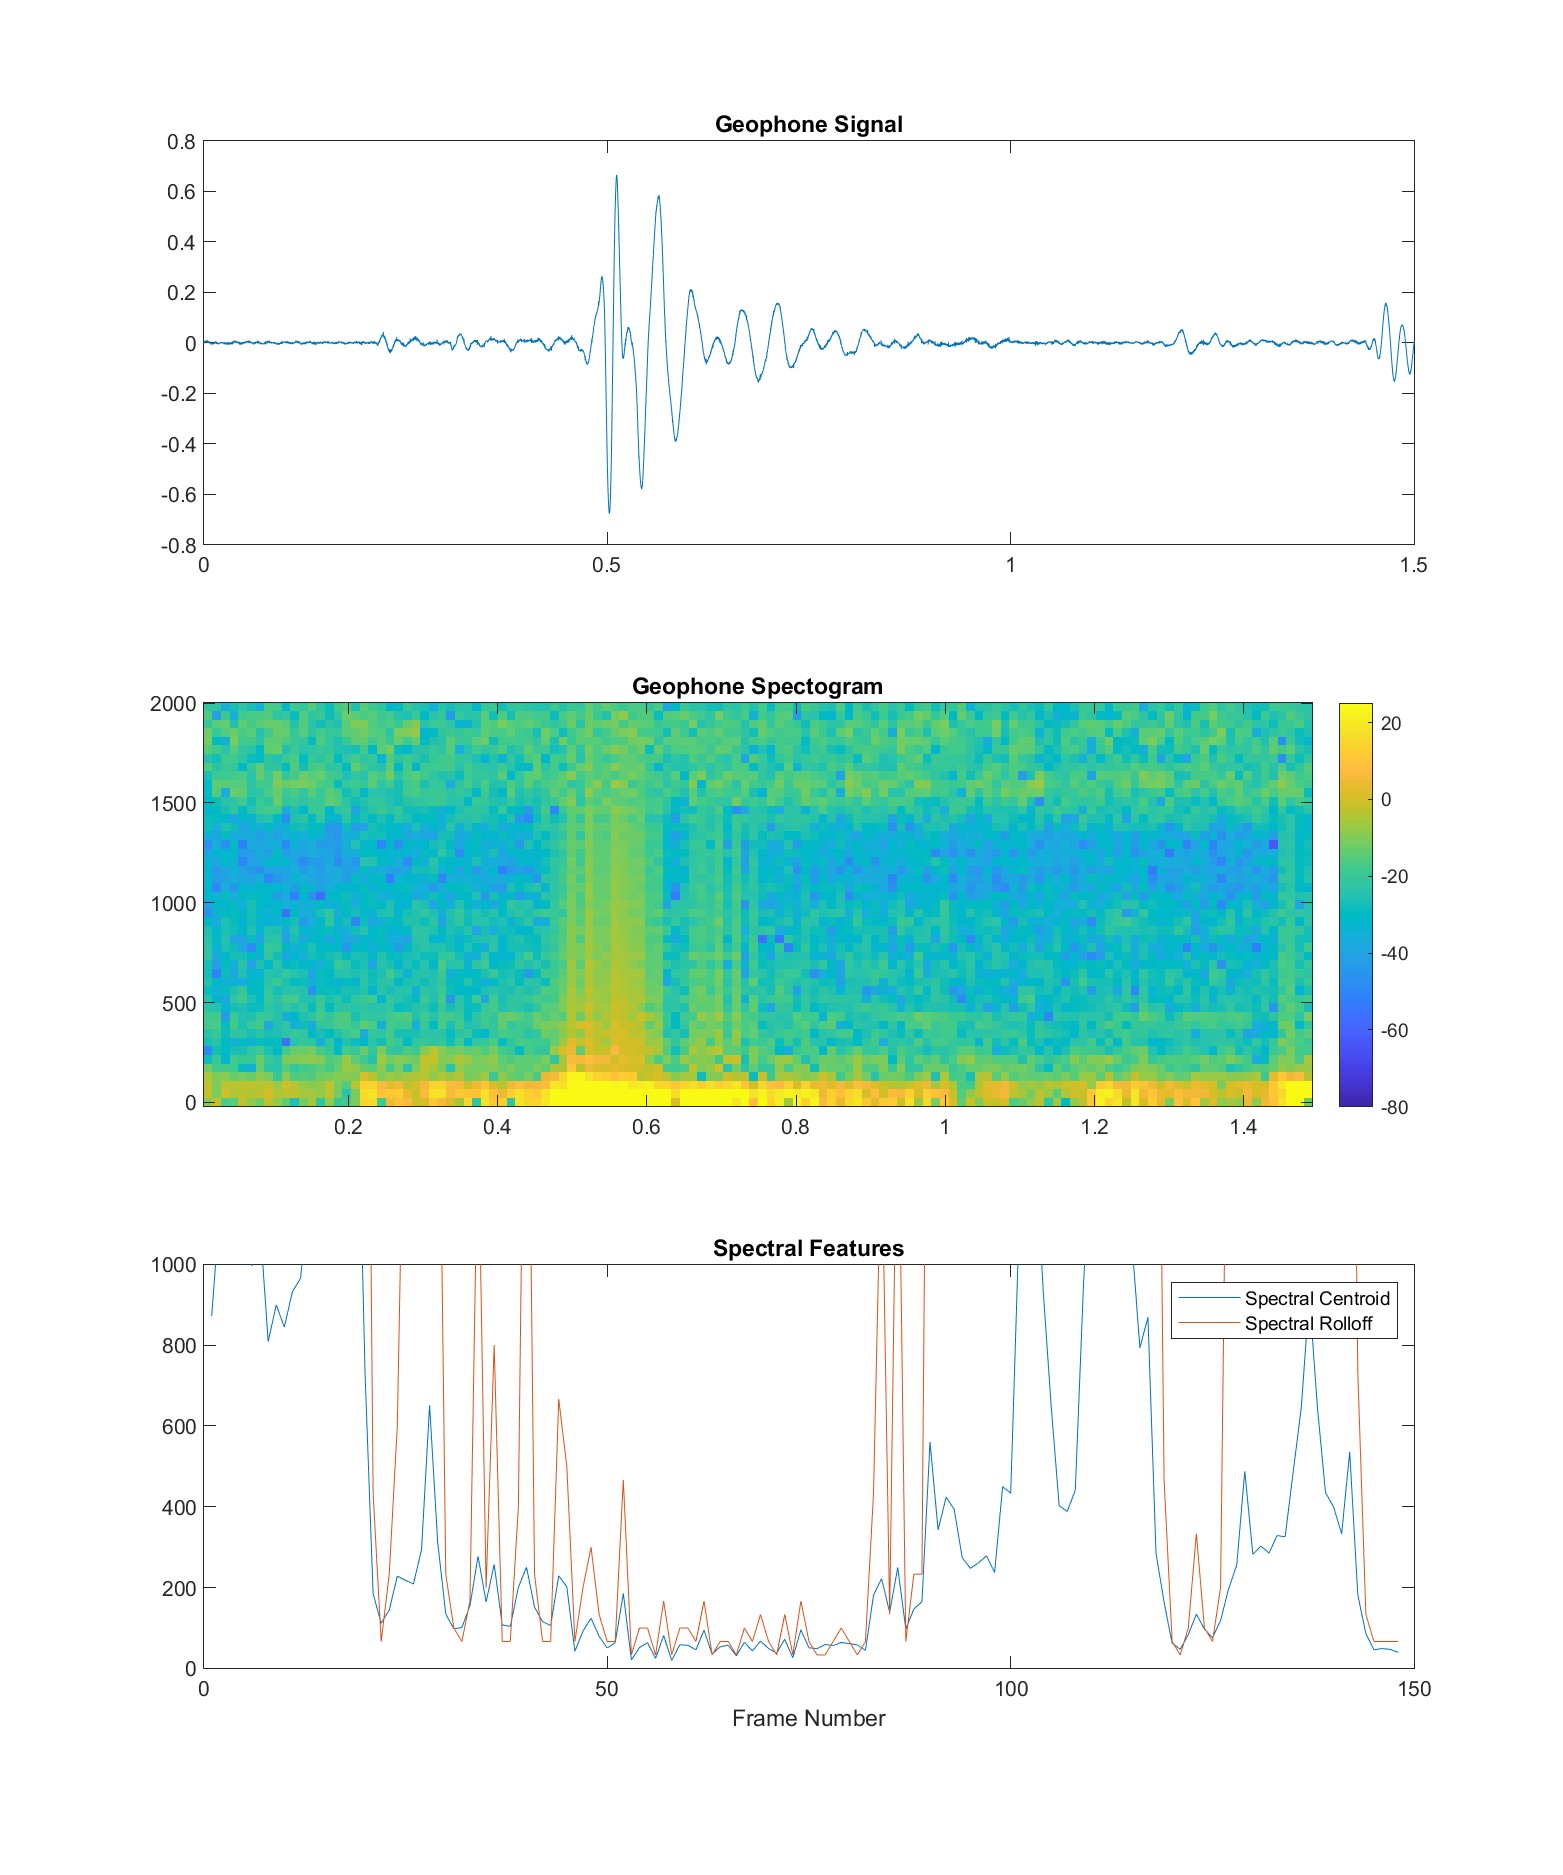 Geophone Signal
0.8
0.6
0.4
0.2
0
-0.2
-0.4
-0.6
-0.8
0 0.5 1 1.5
Geophone Spectogram
2000
1500
1000
500
0
20
0
-20
-40
-60
-80
0.2 0.4 0.6 0.8 1 1.2 1.4
Spectral Features
1000
800
600
400
200
0
Spectral Centroid
Spectral Rolloff
0 50 100 150
Frame Number